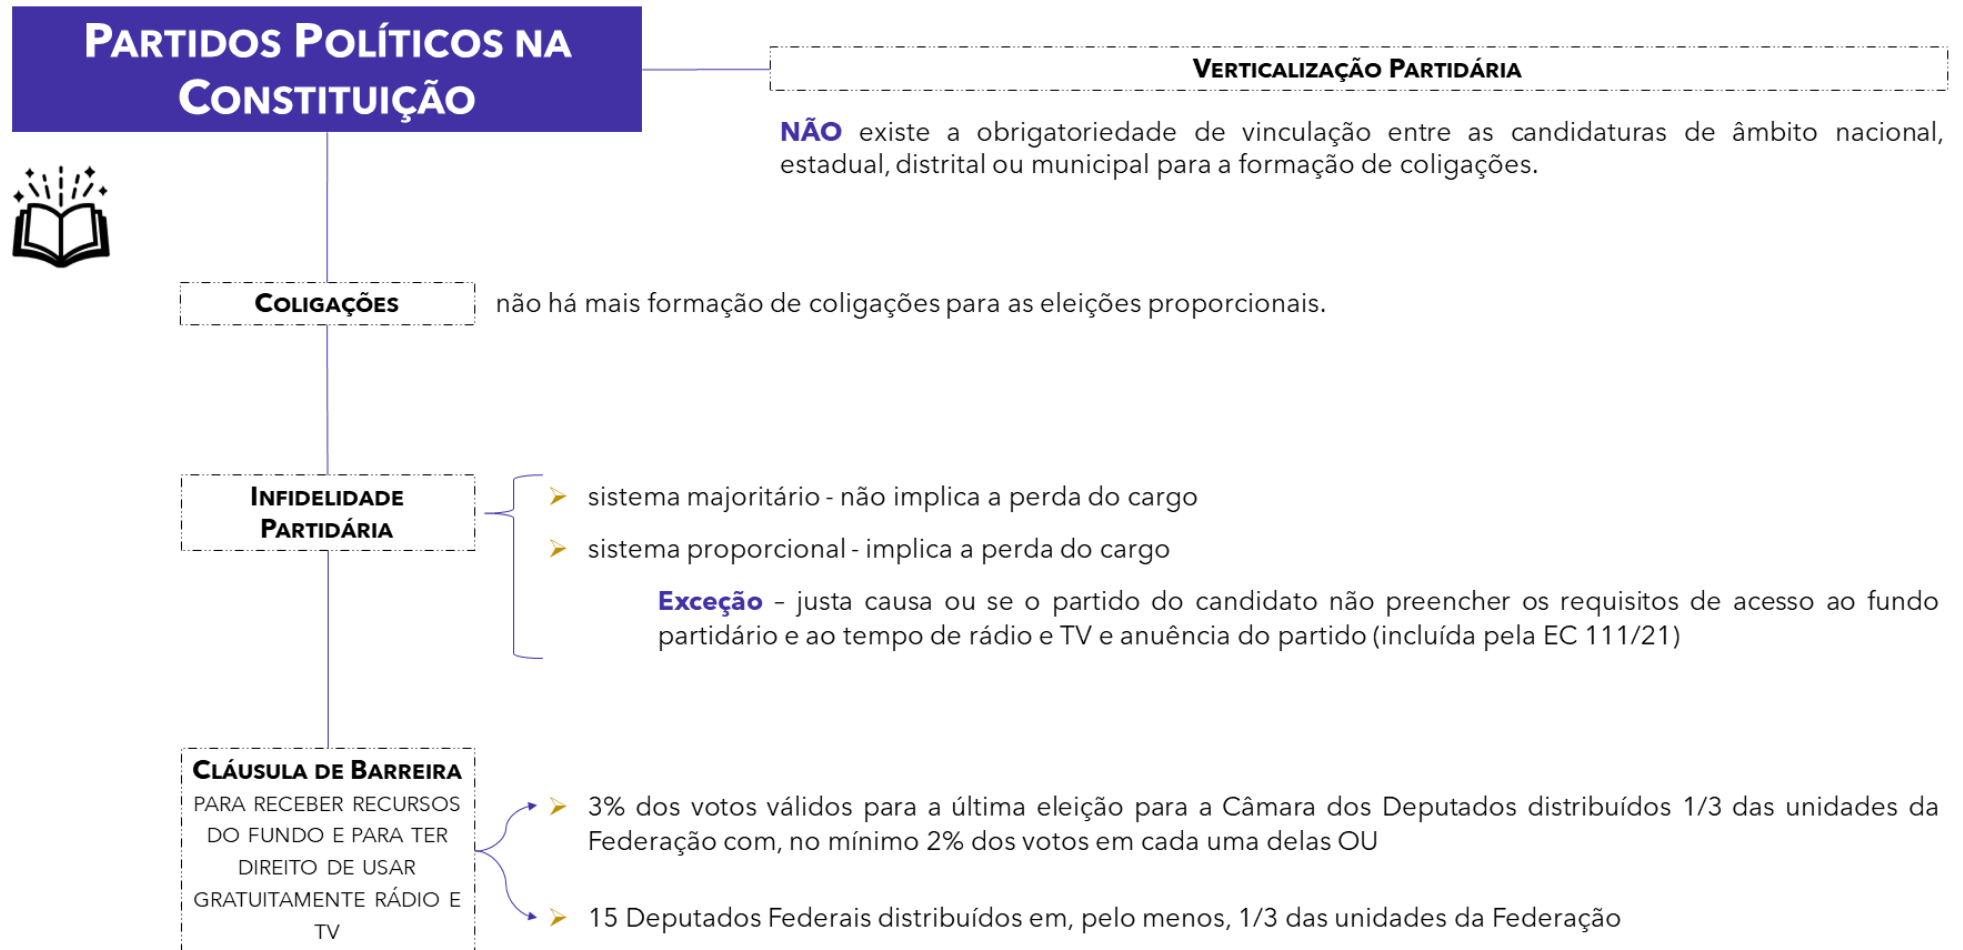 PARTIDOS POLÍTICOS NA
CONSTITUIÇÃO
VERTICALIZAÇÃO PARTIDÁRIA
NÃO existe a obrigatoriedade de vinculação entre as candidaturas de âmbito nacional,
estadual, distrital ou municipal para a formação de coligações.
COLIGAÇÕES
não há mais formação de coligações para as eleições proporcionais.
INFIDELIDADE
PARTIDÁRIA
sistema majoritário - não implica a perda do cargo
sistema proporcional - implica a perda do cargo
Exceção – justa causa ou se o partido do candidato não preencher os requisitos de acesso ao fundo
partidário e ao tempo de rádio e TV e anuência do partido (incluída pela EC 111/21)
CLÁUSULA DE BARREIRA
PARA RECEBER RECURSOS
DO FUNDO E PARA TER
DIREITO DE USAR
GRATUITAMENTE RÁDIO E
TV
3% dos votos válidos para a última eleição para a Câmara dos Deputados distribuídos 1/3 das unidades da
Federação com, no mínimo 2% dos votos em cada uma delas OU
15 Deputados Federais distribuídos em, pelo menos, 1/3 das unidades da Federação